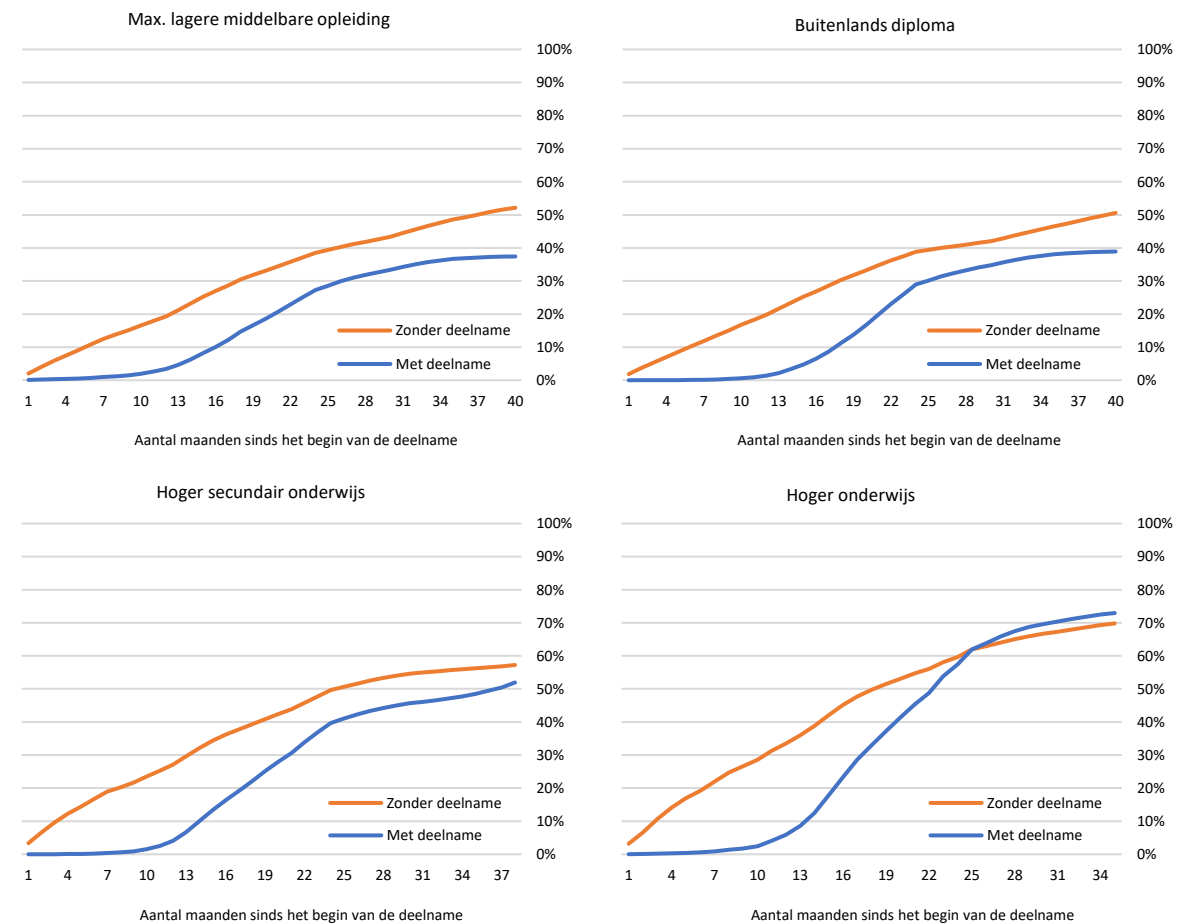 Max. lagere middelbare opleiding
100%
90%
80%
70%
60%
50%
40%
30%
20%
10%
0%
Zonder deelname
Met deelname
1 4 7 10 13 16 19 22 25 28 31 34 37 40
Aantal maanden sinds het begin van de deelname
Buitenlands diploma
100%
90%
80%
70%
60%
50%
40%
30%
20%
10%
0%
Zonder deelname
Met deelname
1 4 7 10 13 16 19 22 25 28 31 34 37 40
Aantal maanden sinds het begin van de deelname
Hoger secundair onderwijs
100%
90%
80%
70%
60%
50%
40%
30%
20%
10%
0%
Zonder deelname
Met deelname
1 4 7 10 13 16 19 22 25 28 31 34 37
Aantal maanden sinds het begin van de deelname
Hoger onderwijs
100%
90%
80%
70%
60%
50%
40%
30%
20%
10%
0%
Zonder deelname
Met deelname
1 4 7 10 13 16 19 22 25 28 31 34
Aantal maanden sinds het begin van de deelname